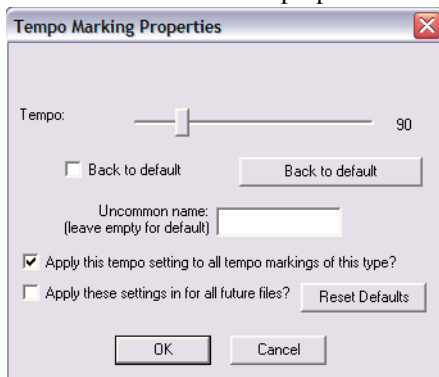 Tempo Marking Properties
Tempo:
90
Back to default
Back to default
Uncommon name:
(leave empty for default)
Apply this tempo setting to all tempo markings of this type?
Apply these settings in for all future files?
Reset Defaults
OK
Cancel